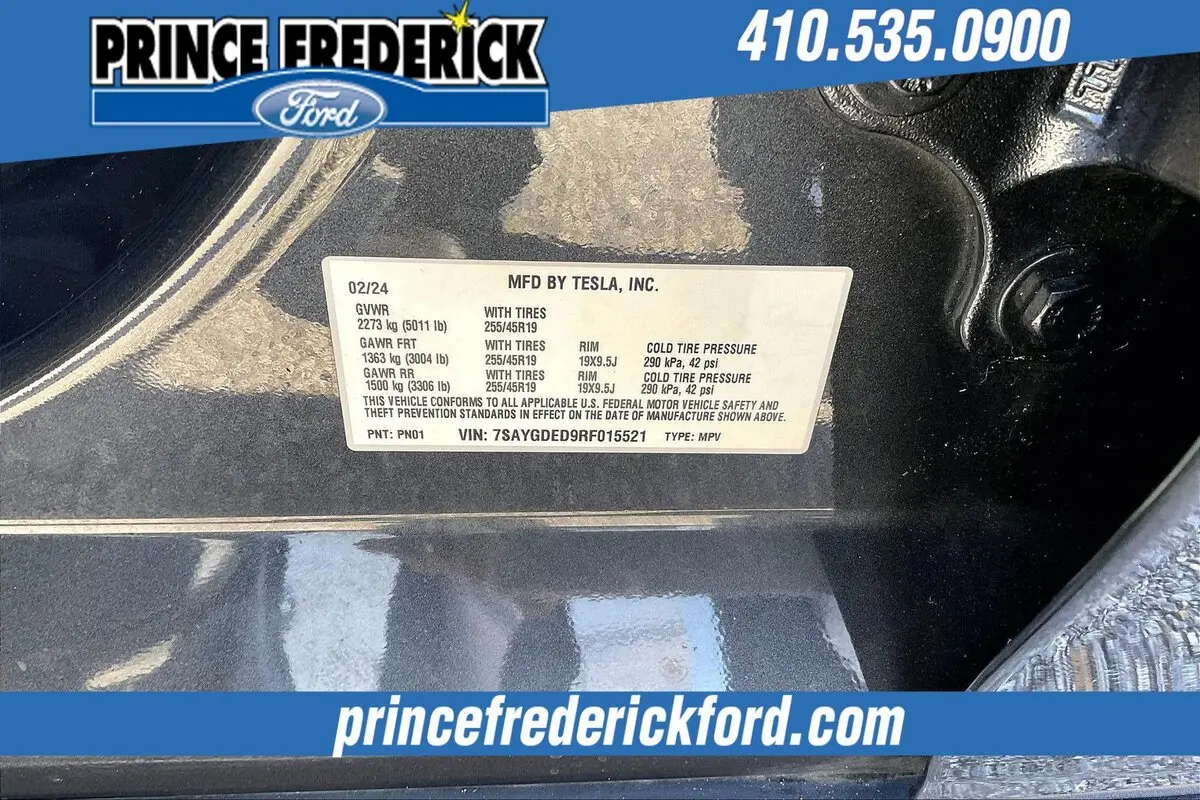 PRINCE FREDERICK
Ford
410.535.0900
02/24
MFD BY TESLA, INC.
GVWR
2273 kg (5011 lb)
WITH TIRES
255/45R19
GAWR FRT
1363 kg (3004 lb)
WITH TIRES
255/45R19
RIM
19X9.5J
COLD TIRE PRESSURE
290 kPa, 42 psi
GAWR RR
1500 kg (3306 lb)
WITH TIRES
255/45R19
RIM
19X9.5J
COLD TIRE PRESSURE
290 kPa, 42 psi
THIS VEHICLE CONFORMS TO ALL APPLICABLE U.S. FEDERAL MOTOR VEHICLE SAFETY AND
THEFT PREVENTION STANDARDS IN EFFECT ON THE DATE OF MANUFACTURE SHOWN ABOVE.
PNT: PN01 VIN: 7SAYGDED9RF015521 TYPE: MPV
princefrederickford.com